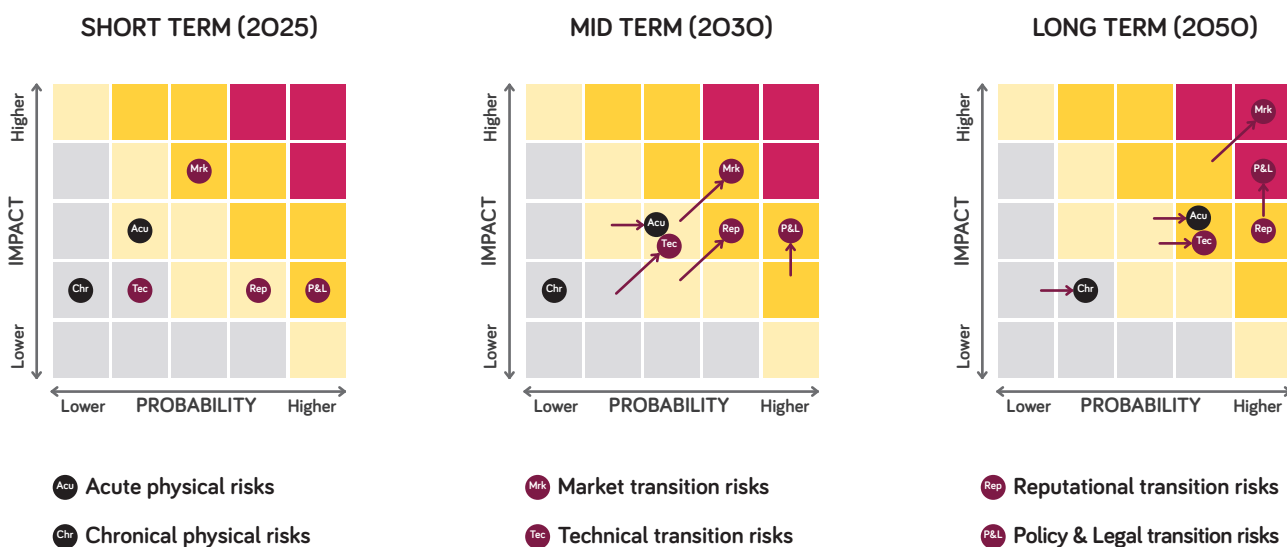 SHORT TERM (2025)
Higher
IMPACT
Lower
Mrk
Acu
Chr
Tec
Rep
P&L
Lower
PROBABILITY
Higher
MID TERM (2030)
Higher
IMPACT
Lower
Mrk
Acu
Tec
Rep
P&L
Chr
Lower
PROBABILITY
Higher
LONG TERM (2050)
Higher
IMPACT
Lower
Mrk
P&L
Acu
Tec
Rep
Chr
Lower
PROBABILITY
Higher
Acu Acute physical risks
Chr Chronical physical risks
Mrk Market transition risks
Tec Technical transition risks
Rep Reputational transition risks
P&L Policy & Legal transition risks